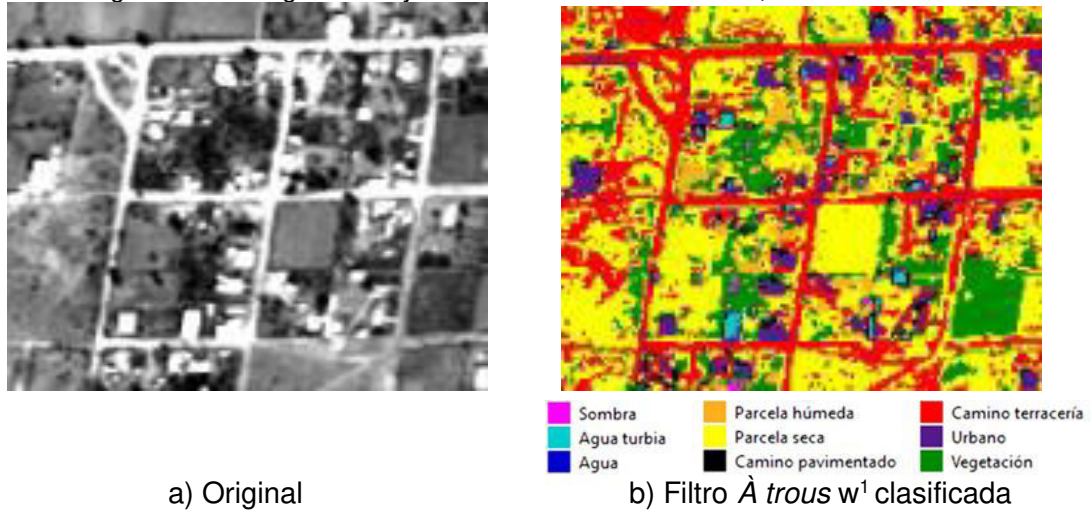 Sombra
Parcela húmeda
Camino terracería
Agua turbia
Parcela seca
Urbano
Agua
Camino pavimentado
Vegetación
a) Original
b) Filtro À trous w¹ clasificada